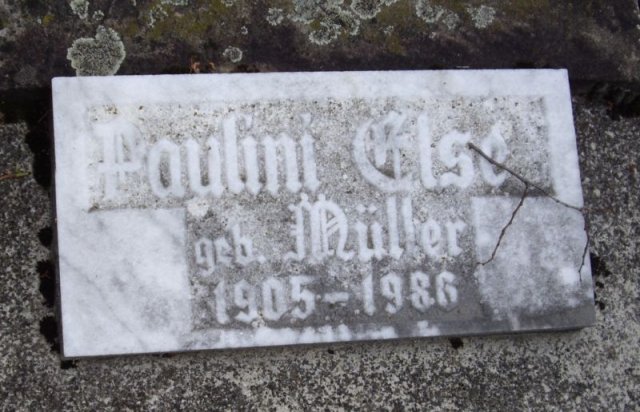 Paulini Else
geb. Müller
1905-1986